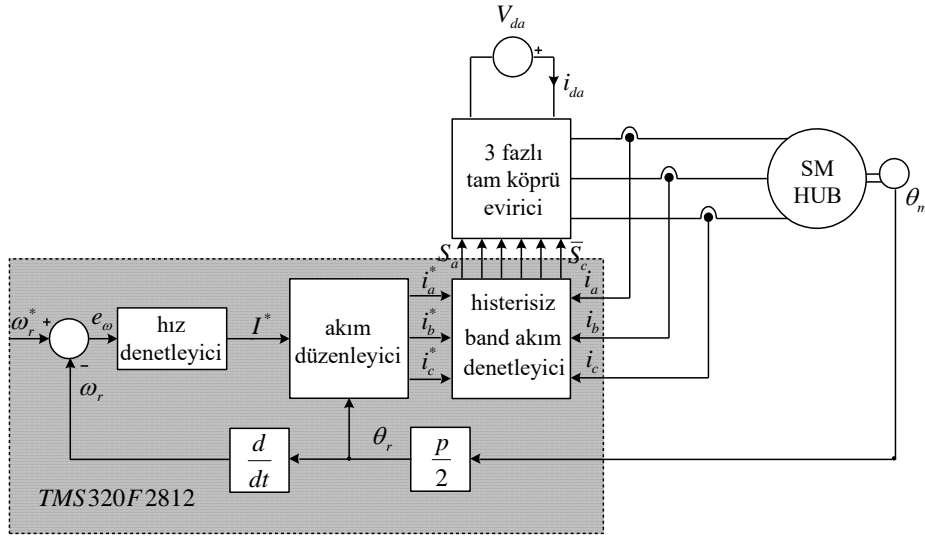 V_da
+
i_da
3 fazlı
tam köprü
evirici
SM
HUB
θ_m
S_a
S̅_c
ω_r^*
+
e_ω
hız
denetleyici
I^*
akım
düzenleyici
i_a^*
i_b^*
i_c^*
histerisiz
band akım
denetleyici
i_a
i_b
i_c
−
ω_r
d
dt
θ_r
p
2
TMS320F2812